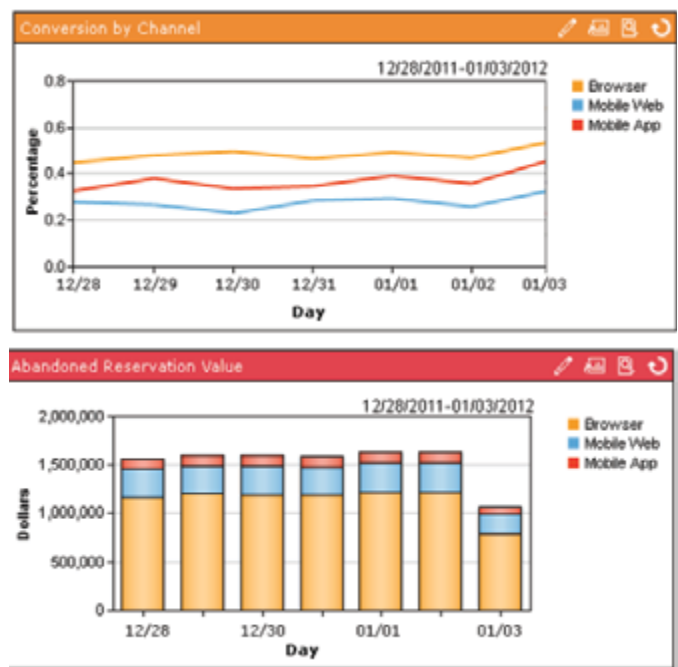 Conversion by Channel
12/28/2011-01/03/2012
0.8
0.6
0.4
0.2
0.0
Percentage
12/28 12/29 12/30 12/31 01/01 01/02 01/03
Day
Browser
Mobile Web
Mobile App
Abandoned Reservation Value
12/28/2011-01/03/2012
2,000,000
1,500,000
1,000,000
500,000
0
Dollars
12/28 12/30 01/01 01/03
Day
Browser
Mobile Web
Mobile App